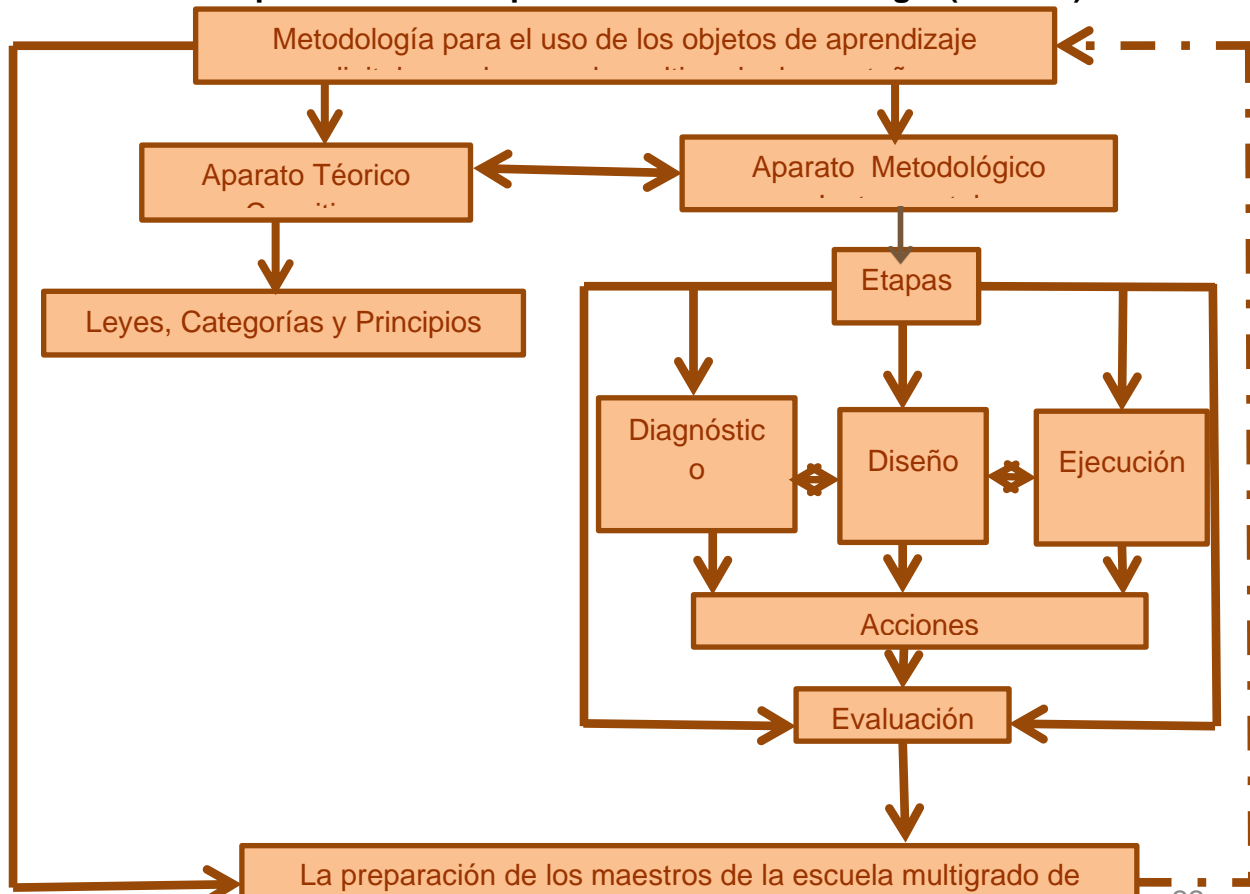 Metodología para el uso de los objetos de aprendizaje
Aparato Téorico
Aparato Metodológico
Etapas
Leyes, Categorías y Principios
Diagnóstic
o
Diseño
Ejecución
Acciones
Evaluación
La preparación de los maestros de la escuela multigrado de